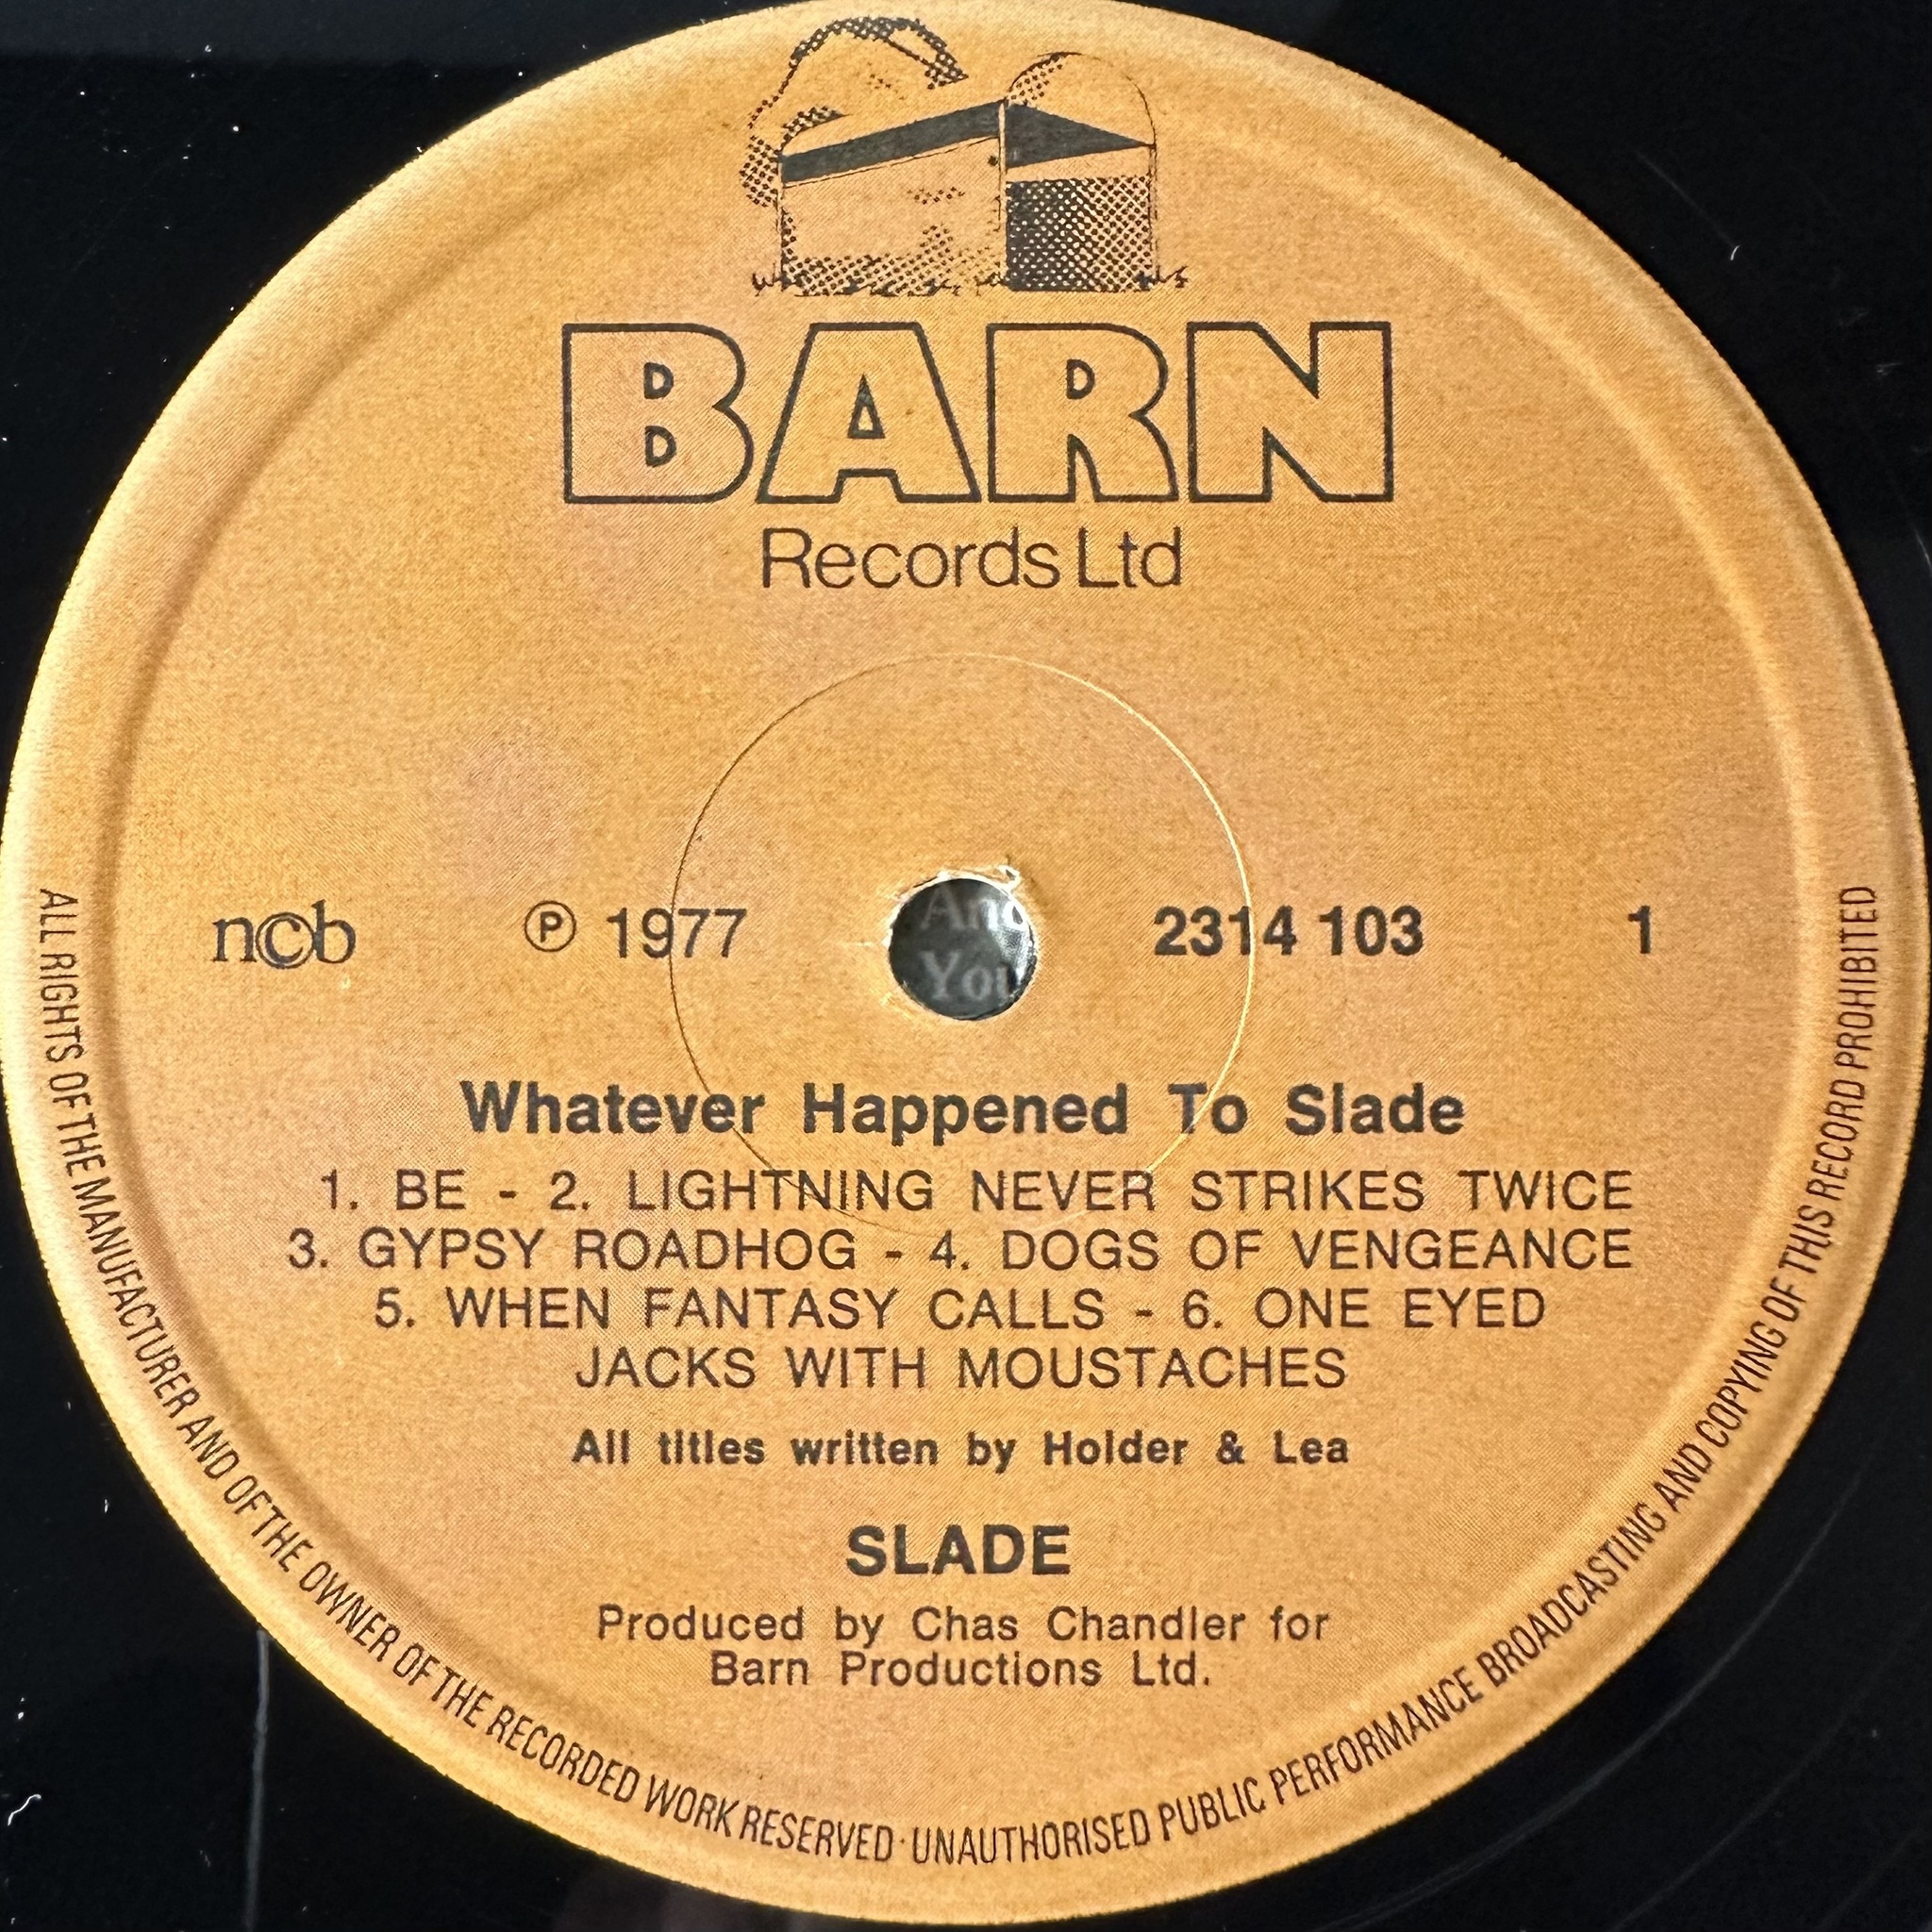 BARN
Records Ltd
n©b
℗ 1977
2314 103
1
And
You
Whatever Happened To Slade
1. BE - 2. LIGHTNING NEVER STRIKES TWICE
3. GYPSY ROADHOG - 4. DOGS OF VENGEANCE
5. WHEN FANTASY CALLS - 6. ONE EYED
JACKS WITH MOUSTACHES
All titles written by Holder & Lea
SLADE
Produced by Chas Chandler for
Barn Productions Ltd.
ALL RIGHTS OF THE MANUFACTURER AND OF THE OWNER OF THE RECORDED WORK RESERVED · UNAUTHORISED PUBLIC PERFORMANCE BROADCASTING AND COPYING OF THIS RECORD PROHIBITED